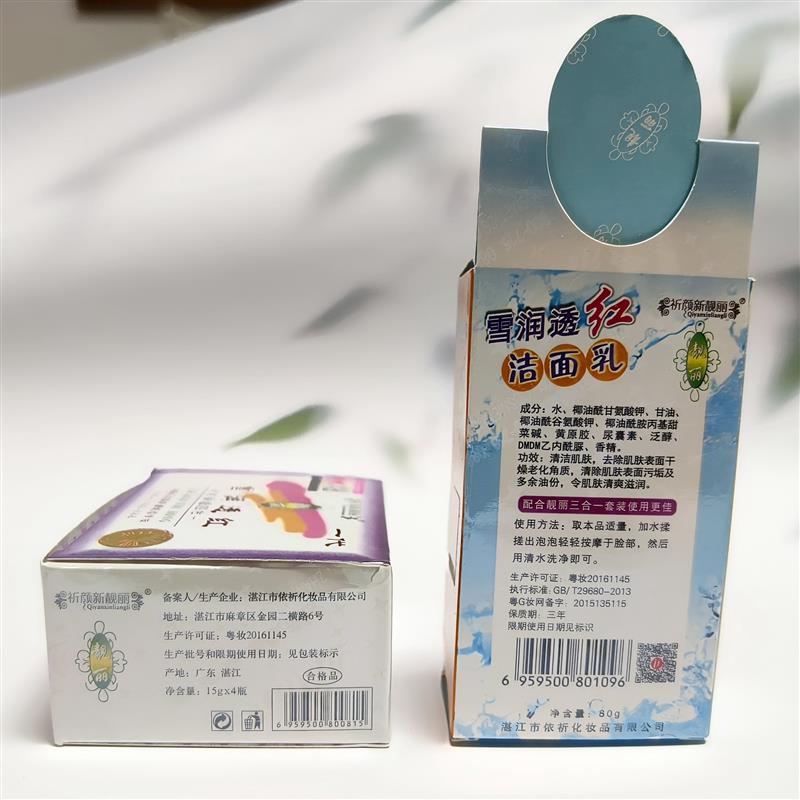 雪润透红
洁面乳
祈颜新靓丽®
Qiyanxinliangli
靓丽
成分：水、椰油酰甘氨酸钾、甘油、
椰油酰谷氨酸钾、椰油酰胺丙基甜
菜碱、黄原胶、尿囊素、泛醇、
DMDM乙内酰脲、香精。
功效：清洁肌肤，去除肌肤表面干
燥老化角质，清除肌肤表面污垢及
多余油份，令肌肤清爽滋润。
配合靓丽三合一套装使用更佳
使用方法：取本品适量，加水揉
搓出泡泡轻轻按摩于脸部，然后
用清水洗净即可。
生产许可证：粤妆20161145
执行标准：GB/T29680-2013
粤G妆网备字：2015135115
保质期：三年
限期使用日期见标识
6 959500 801096
净含量：80g
湛江市依祈化妆品有限公司
祈颜新靓丽®
Qiyanxinliangli
靓丽
备案人/生产企业：湛江市依祈化妆品有限公司
地址：湛江市麻章区金园二横路6号
生产许可证：粤妆20161145
生产批号和限期使用日期：见包装标示
产地：广东 湛江
合格品
净含量：15gx4瓶
6 959500 800815